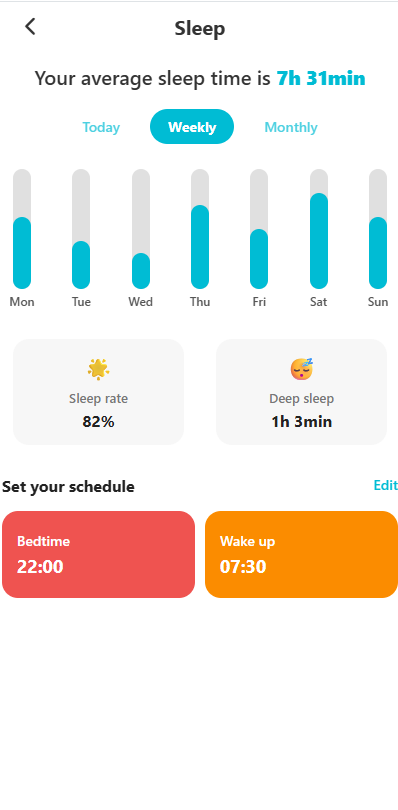 Sleep
Your average sleep time is 7h 31min
Today Weekly Monthly
Mon Tue Wed Thu Fri Sat Sun
Sleep rate
82%
Deep sleep
1h 3min
Set your schedule Edit
Bedtime
22:00
Wake up
07:30